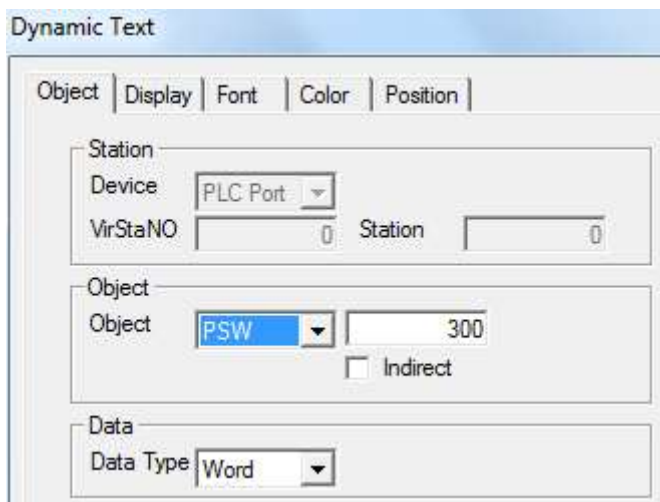 Dynamic Text
Object Display Font Color Position
Station
Device PLC Port
VirStaNO 0 Station 0
Object
Object PSW 300
Indirect
Data
Data Type Word